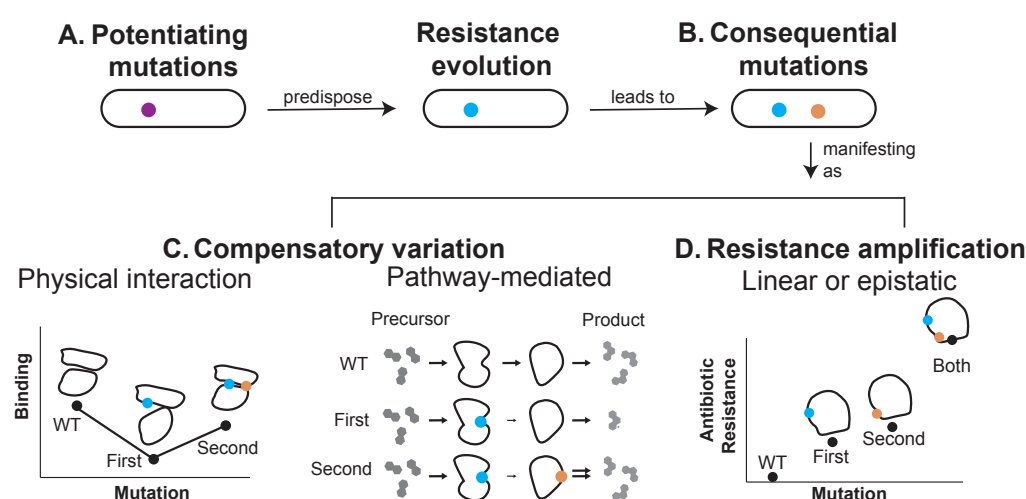 A. Potentiating
mutations
predispose
Resistance
evolution
leads to
B. Consequential
mutations
manifesting
as
C. Compensatory variation
Physical interaction
Binding
WT
First
Second
Mutation
Pathway-mediated
Precursor
Product
WT
First
Second
D. Resistance amplification
Linear or epistatic
Antibiotic
Resistance
WT
First
Second
Both
Mutation